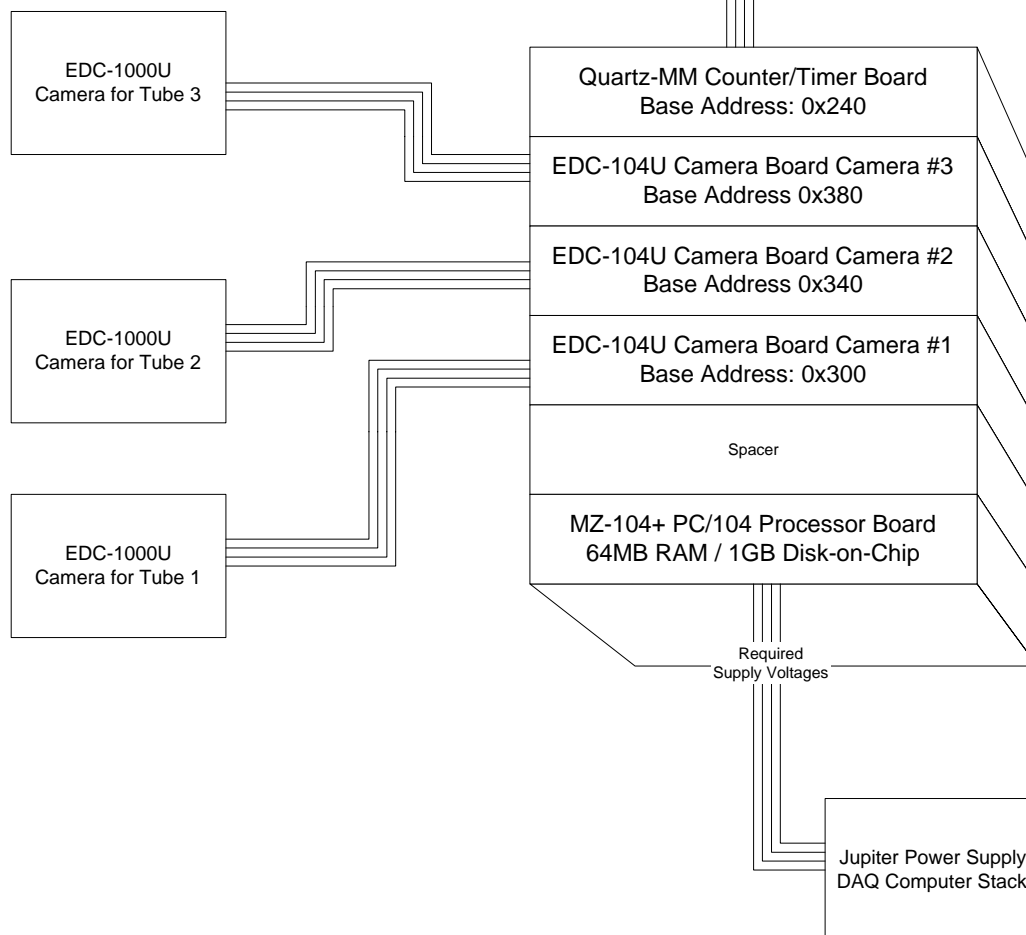 EDC-1000U
Camera for Tube 3
Quartz-MM Counter/Timer Board
Base Address: 0x240
EDC-104U Camera Board Camera #3
Base Address 0x380
EDC-104U Camera Board Camera #2
Base Address: 0x340
EDC-1000U
Camera for Tube 2
EDC-104U Camera Board Camera #1
Base Address: 0x300
Spacer
EDC-1000U
Camera for Tube 1
MZ-104+ PC/104 Processor Board
64MB RAM / 1GB Disk-on-Chip
Required
Supply Voltages
Jupiter Power Supply
DAQ Computer Stack